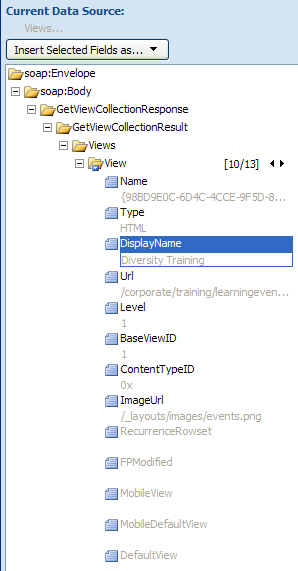 Current Data Source:
Views...
Insert Selected Fields as...
soap:Envelope
soap:Body
GetViewCollectionResponse
GetViewCollectionResult
Views
View [10/13]
Name
{98BD9E0C-6D4C-4CCE-9F5D-8...
Type
HTML
DisplayName
Diversity Training
Url
/corporate/training/learningeven...
Level
1
BaseViewID
1
ContentTypeID
0x
ImageUrl
/_layouts/images/events.png
RecurrenceRowset
FPModified
MobileView
MobileDefaultView
DefaultView